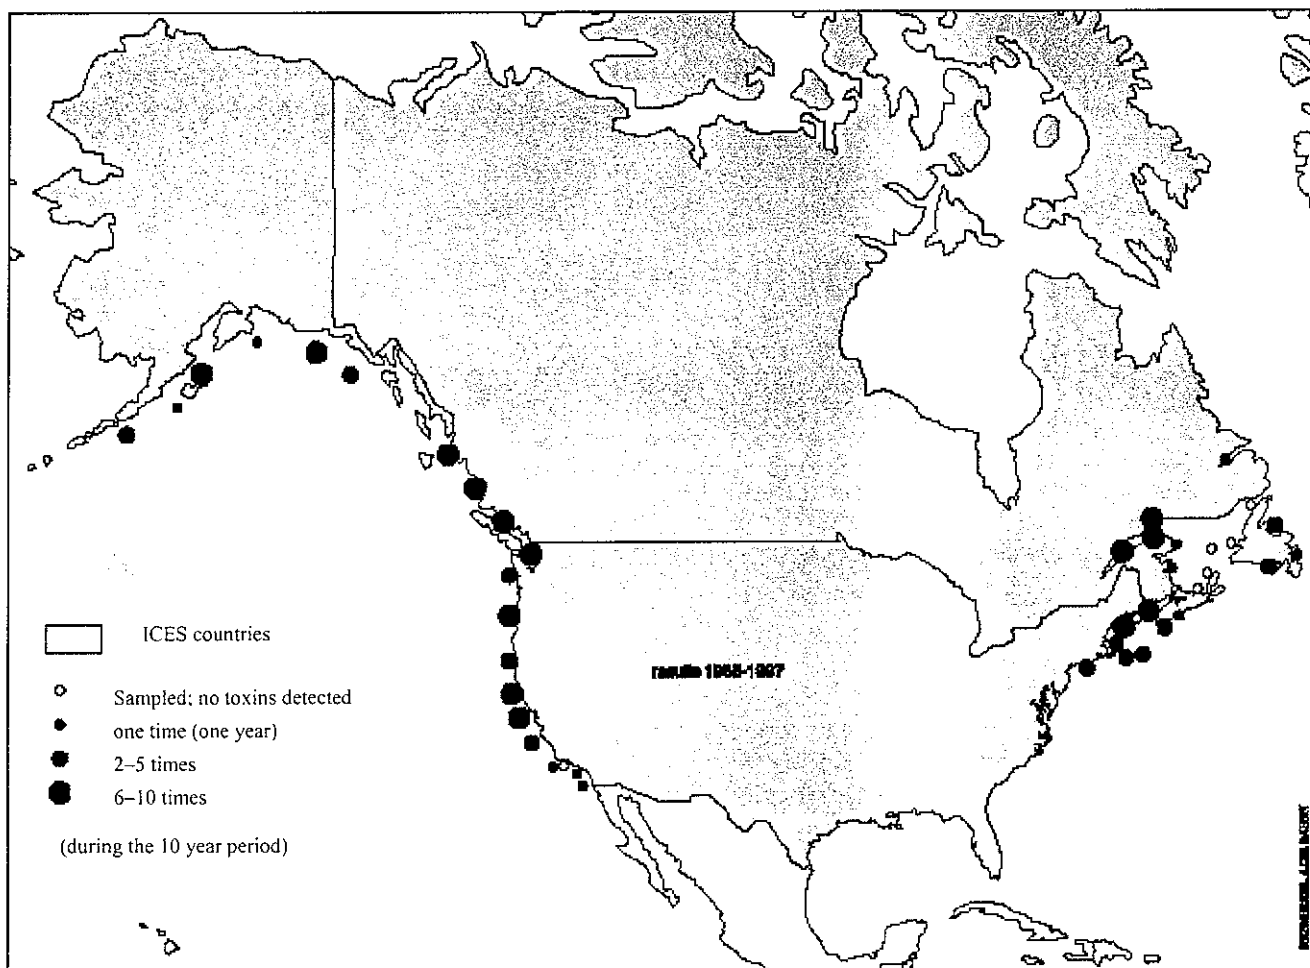 ICES countries
Sampled; no toxins detected
one time (one year)
2–5 times
6–10 times
(during the 10 year period)